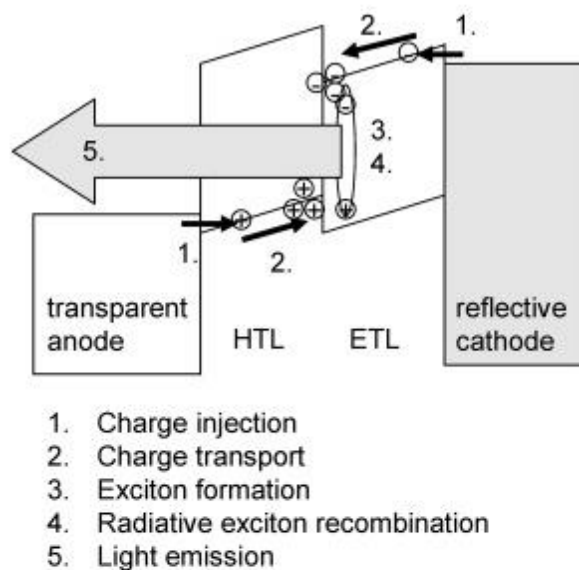 2. 1.
-
-
-
-
-
3.
5.
4.
+
+ + +
+
1.
2.
transparent
anode
HTL
ETL
reflective
cathode
1. Charge injection
2. Charge transport
3. Exciton formation
4. Radiative exciton recombination
5. Light emission